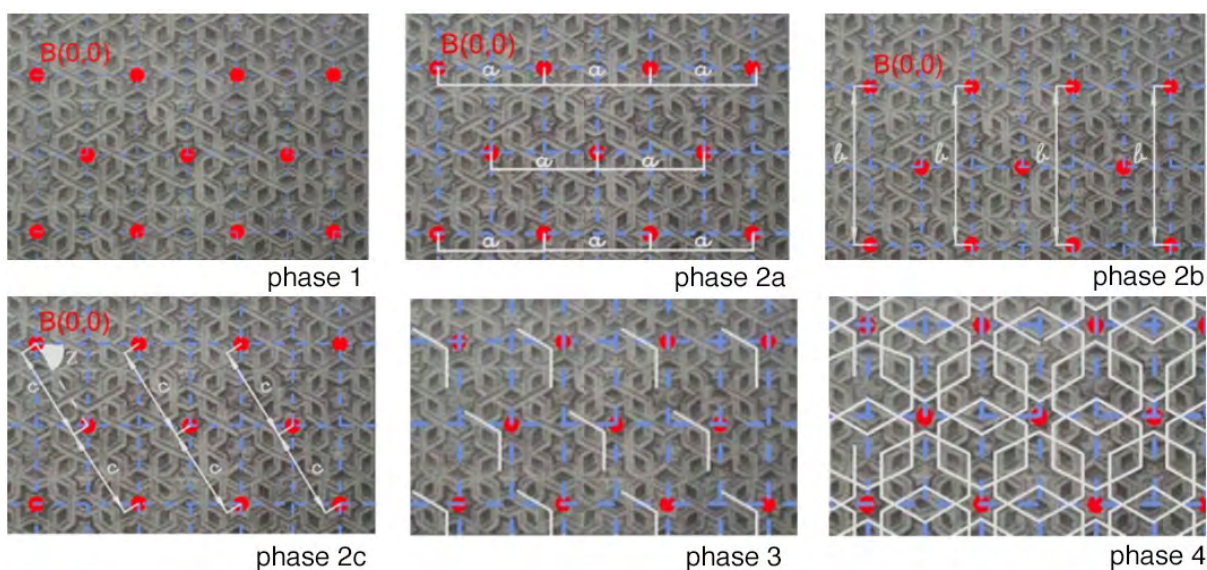 B(0,0)
phase 1
B(0,0)
a a a
a a
a a a
phase 2a
B(0,0)
b b b b
phase 2b
B(0,0)
z
c c c
c c c
phase 2c
phase 3
phase 4